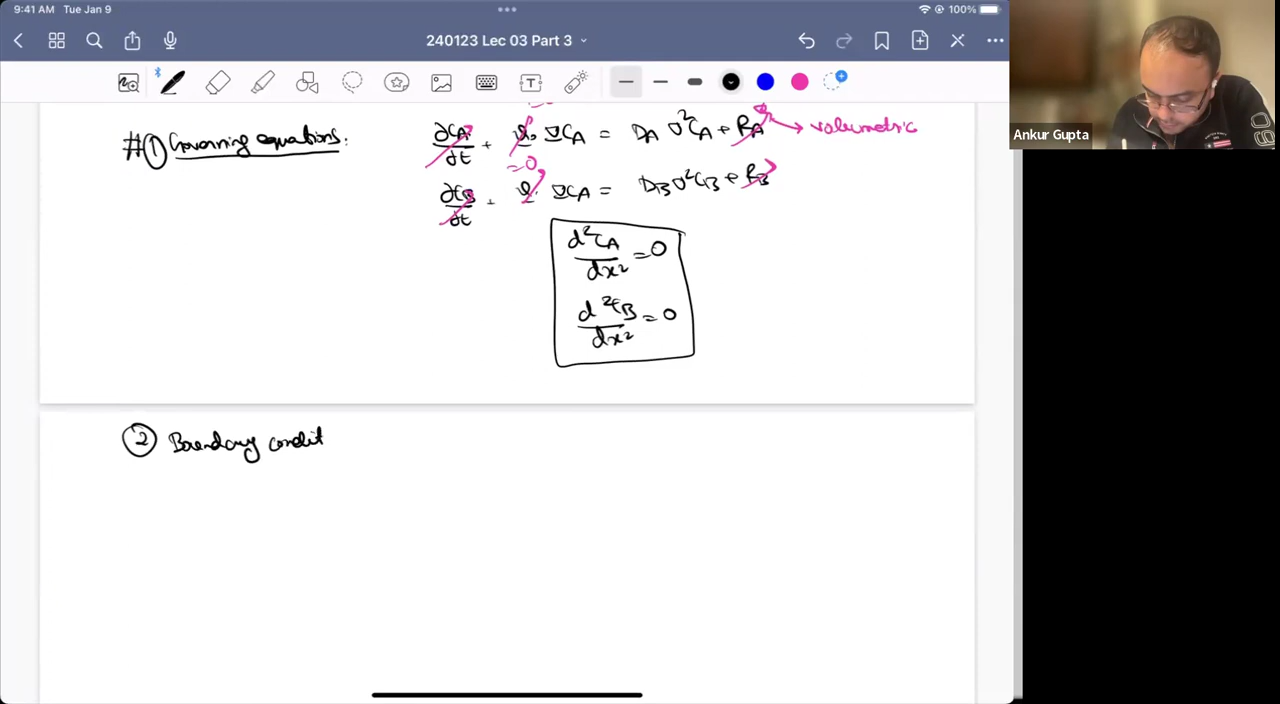 9:41 AM Tue Jan 9
100%
240123 Lec 03 Part 3
T
Ankur Gupta
#① Governing equations:
∂CA/∂t + v · ∇CA = DA ∇²CA + RA → volumetric
=0
∂CB/∂t + v · ∇CA = DB ∇²CB + RB
d²CA/dx² = 0
d²CB/dx² = 0
② Boundary condit